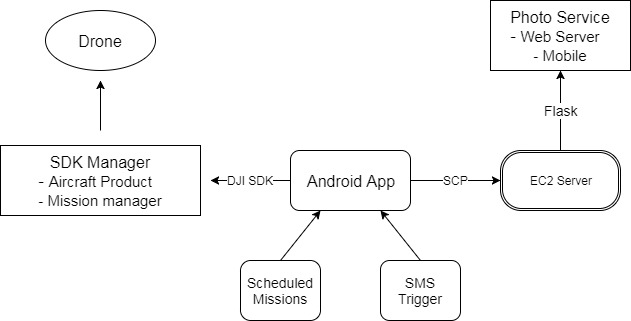 Drone
Photo Service
- Web Server
- Mobile
Flask
SDK Manager
- Aircraft Product
- Mission manager
DJI SDK
Android App
SCP
EC2 Server
Scheduled
Missions
SMS
Trigger